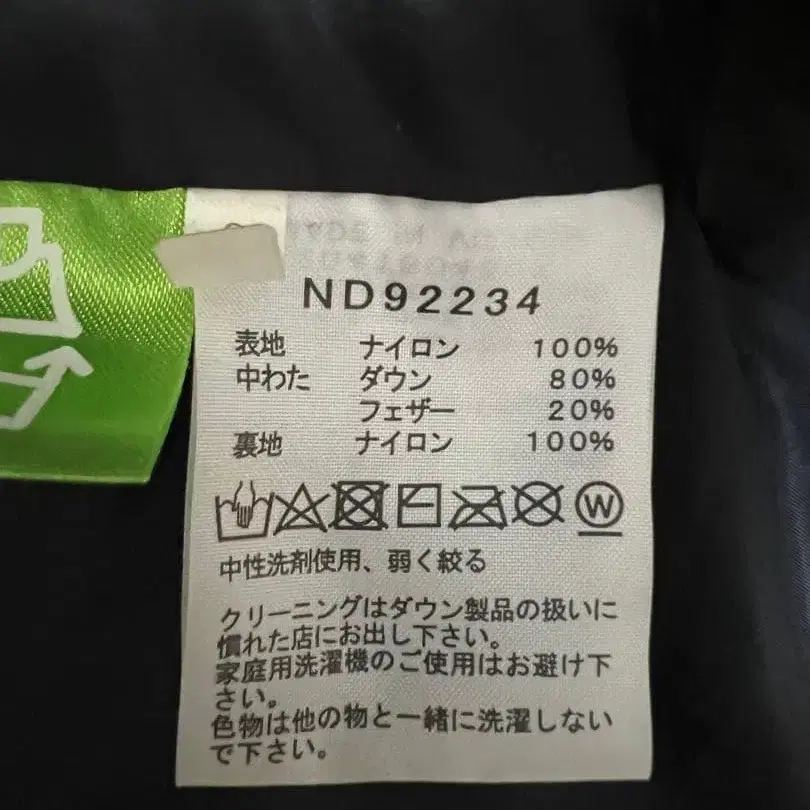 ND92234
表地 ナイロン 100%
中わた ダウン 80%
フェザー 20%
裏地 ナイロン 100%
W
中性洗剤使用、弱く絞る
クリーニングはダウン製品の扱いに
慣れた店にお出し下さい。
家庭用洗濯機のご使用はお避け下
さい。
色物は他の物と一緒に洗濯しない
で下さい。